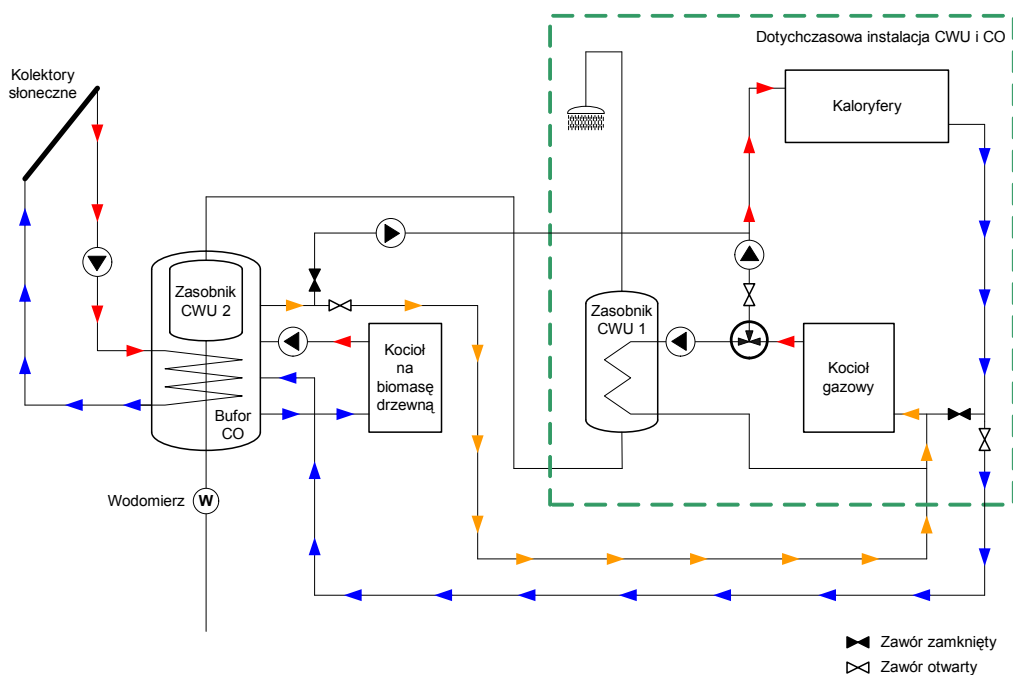 Dotychczasowa instalacja CWU i CO
Kolektory
słoneczne
Kaloryfery
Zasobnik
CWU 2
Zasobnik
CWU 1
Kocioł
na
biomasę
drzewną
Kocioł
gazowy
Bufor
CO
Wodomierz
W
Zawór zamknięty
Zawór otwarty